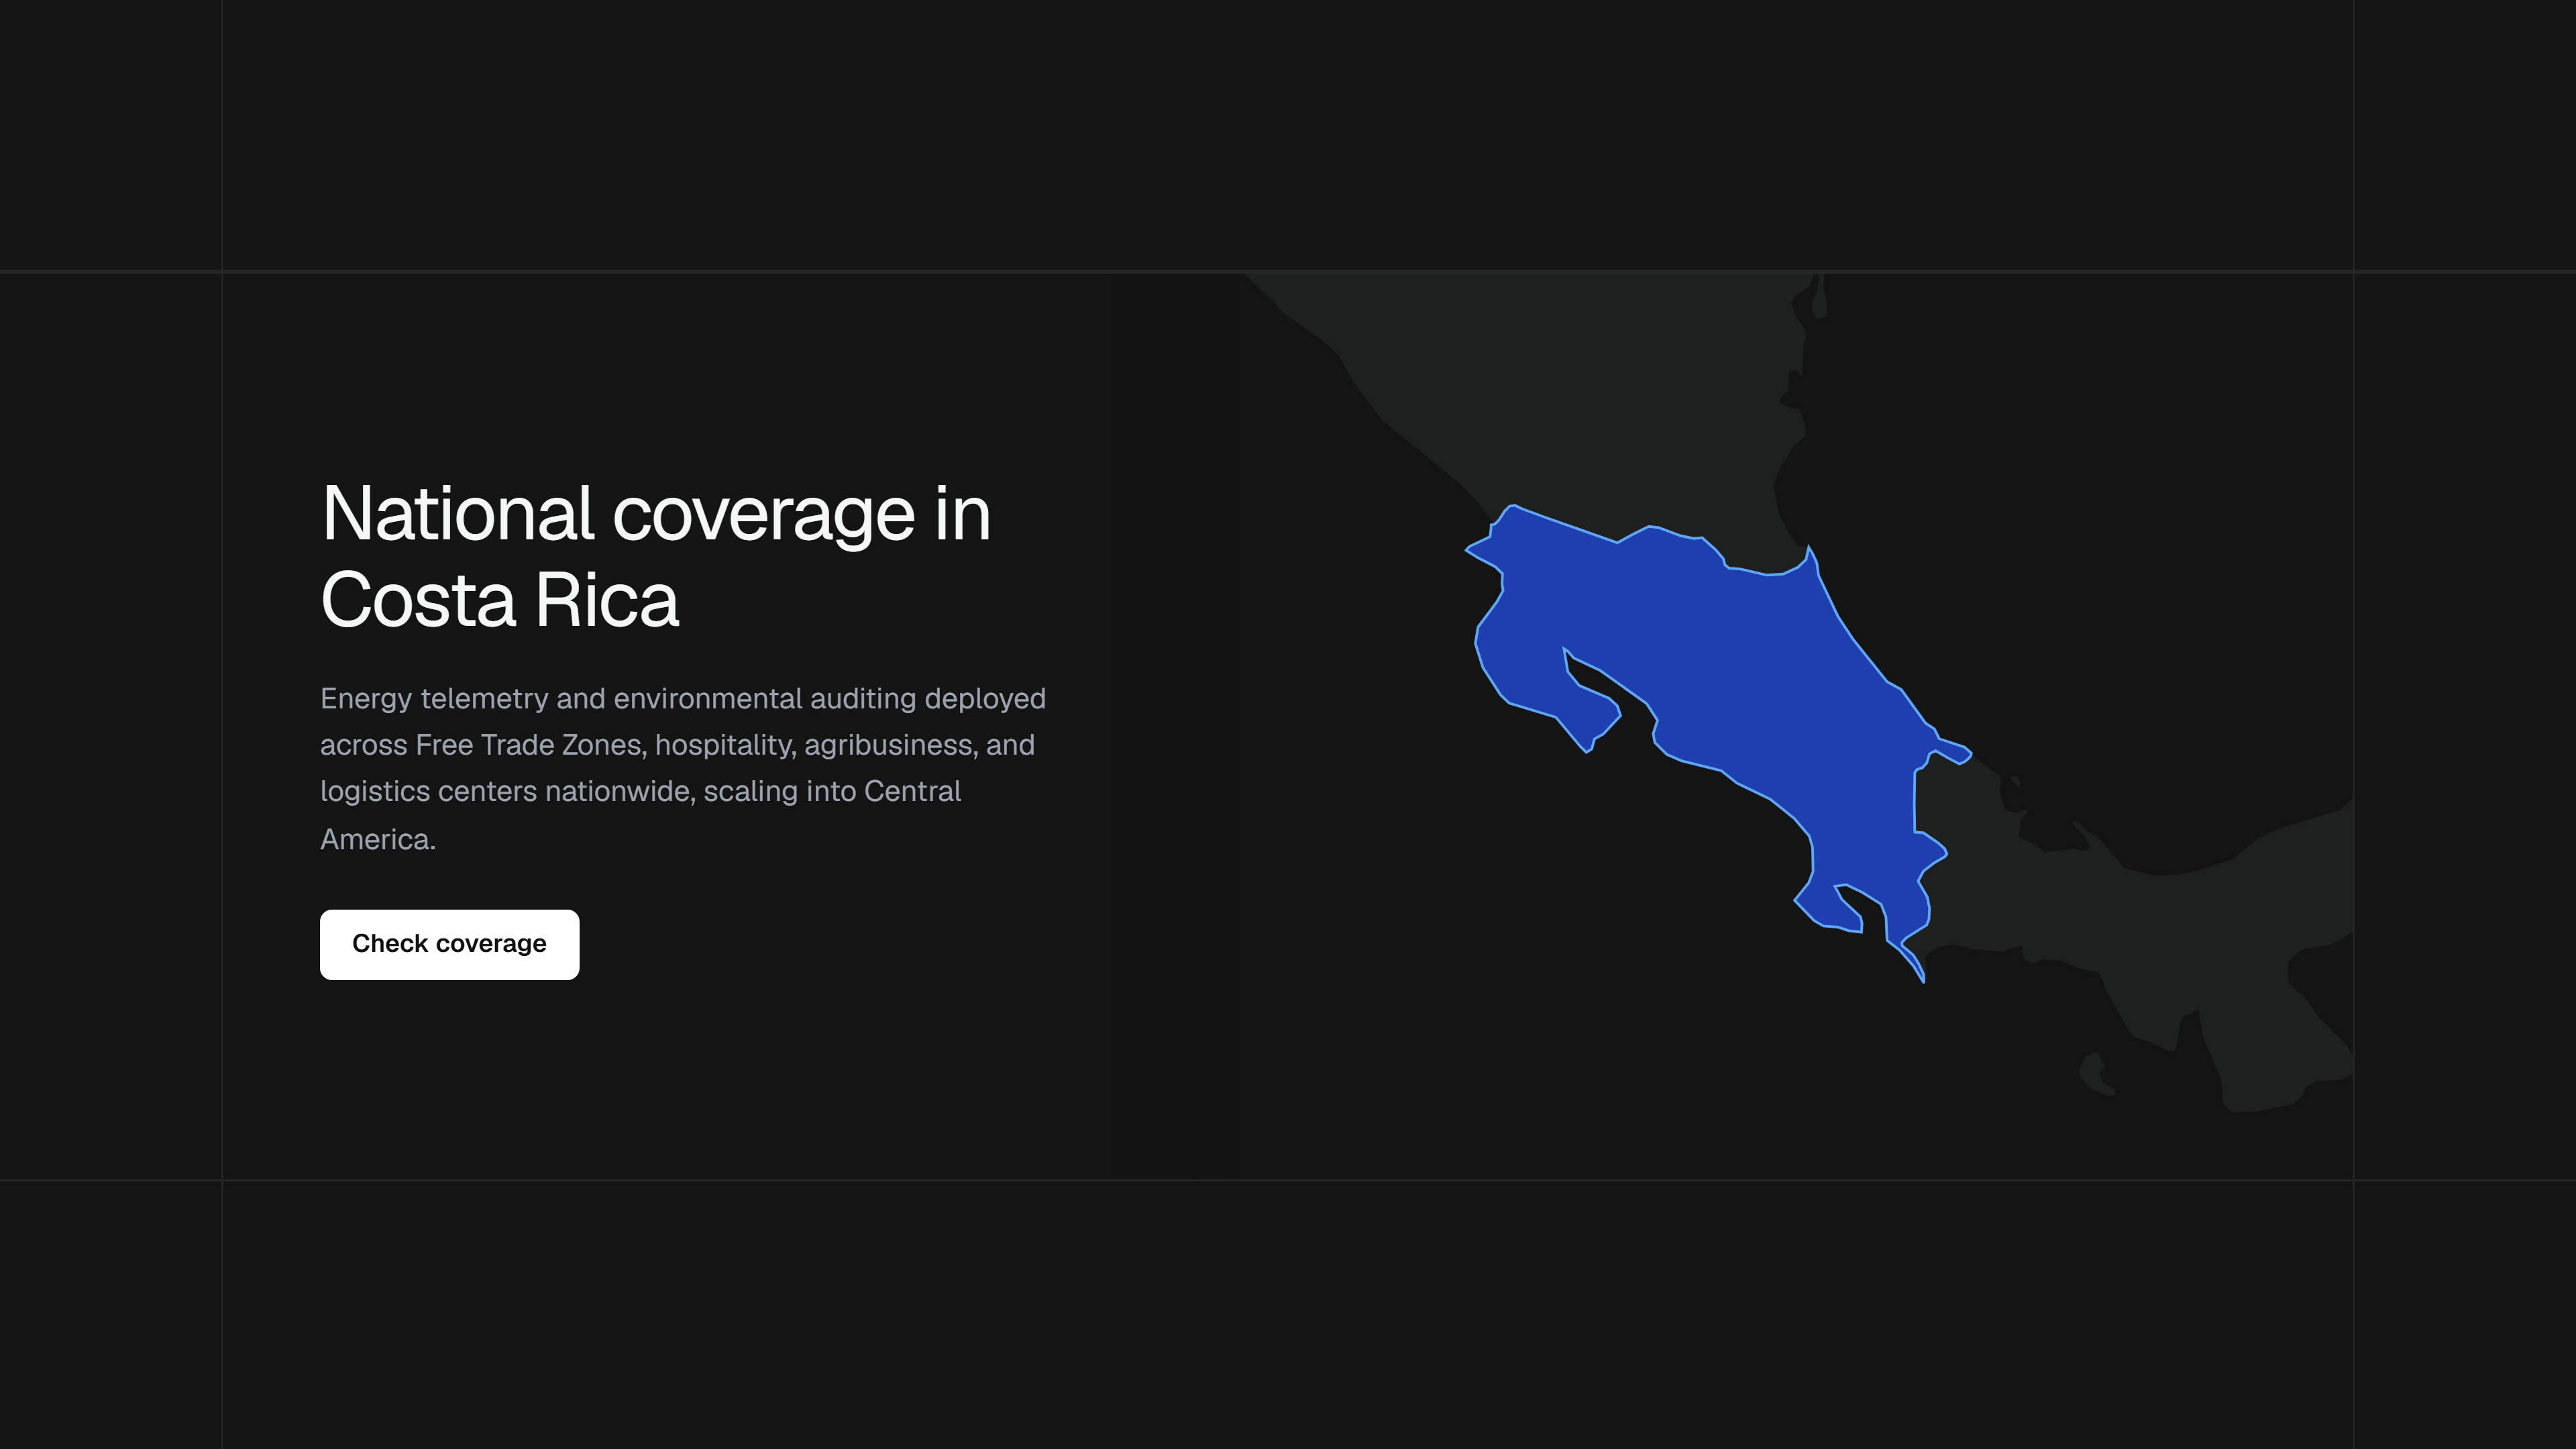 National coverage in
Costa Rica
Energy telemetry and environmental auditing deployed
across Free Trade Zones, hospitality, agribusiness, and
logistics centers nationwide, scaling into Central
America.
Check coverage